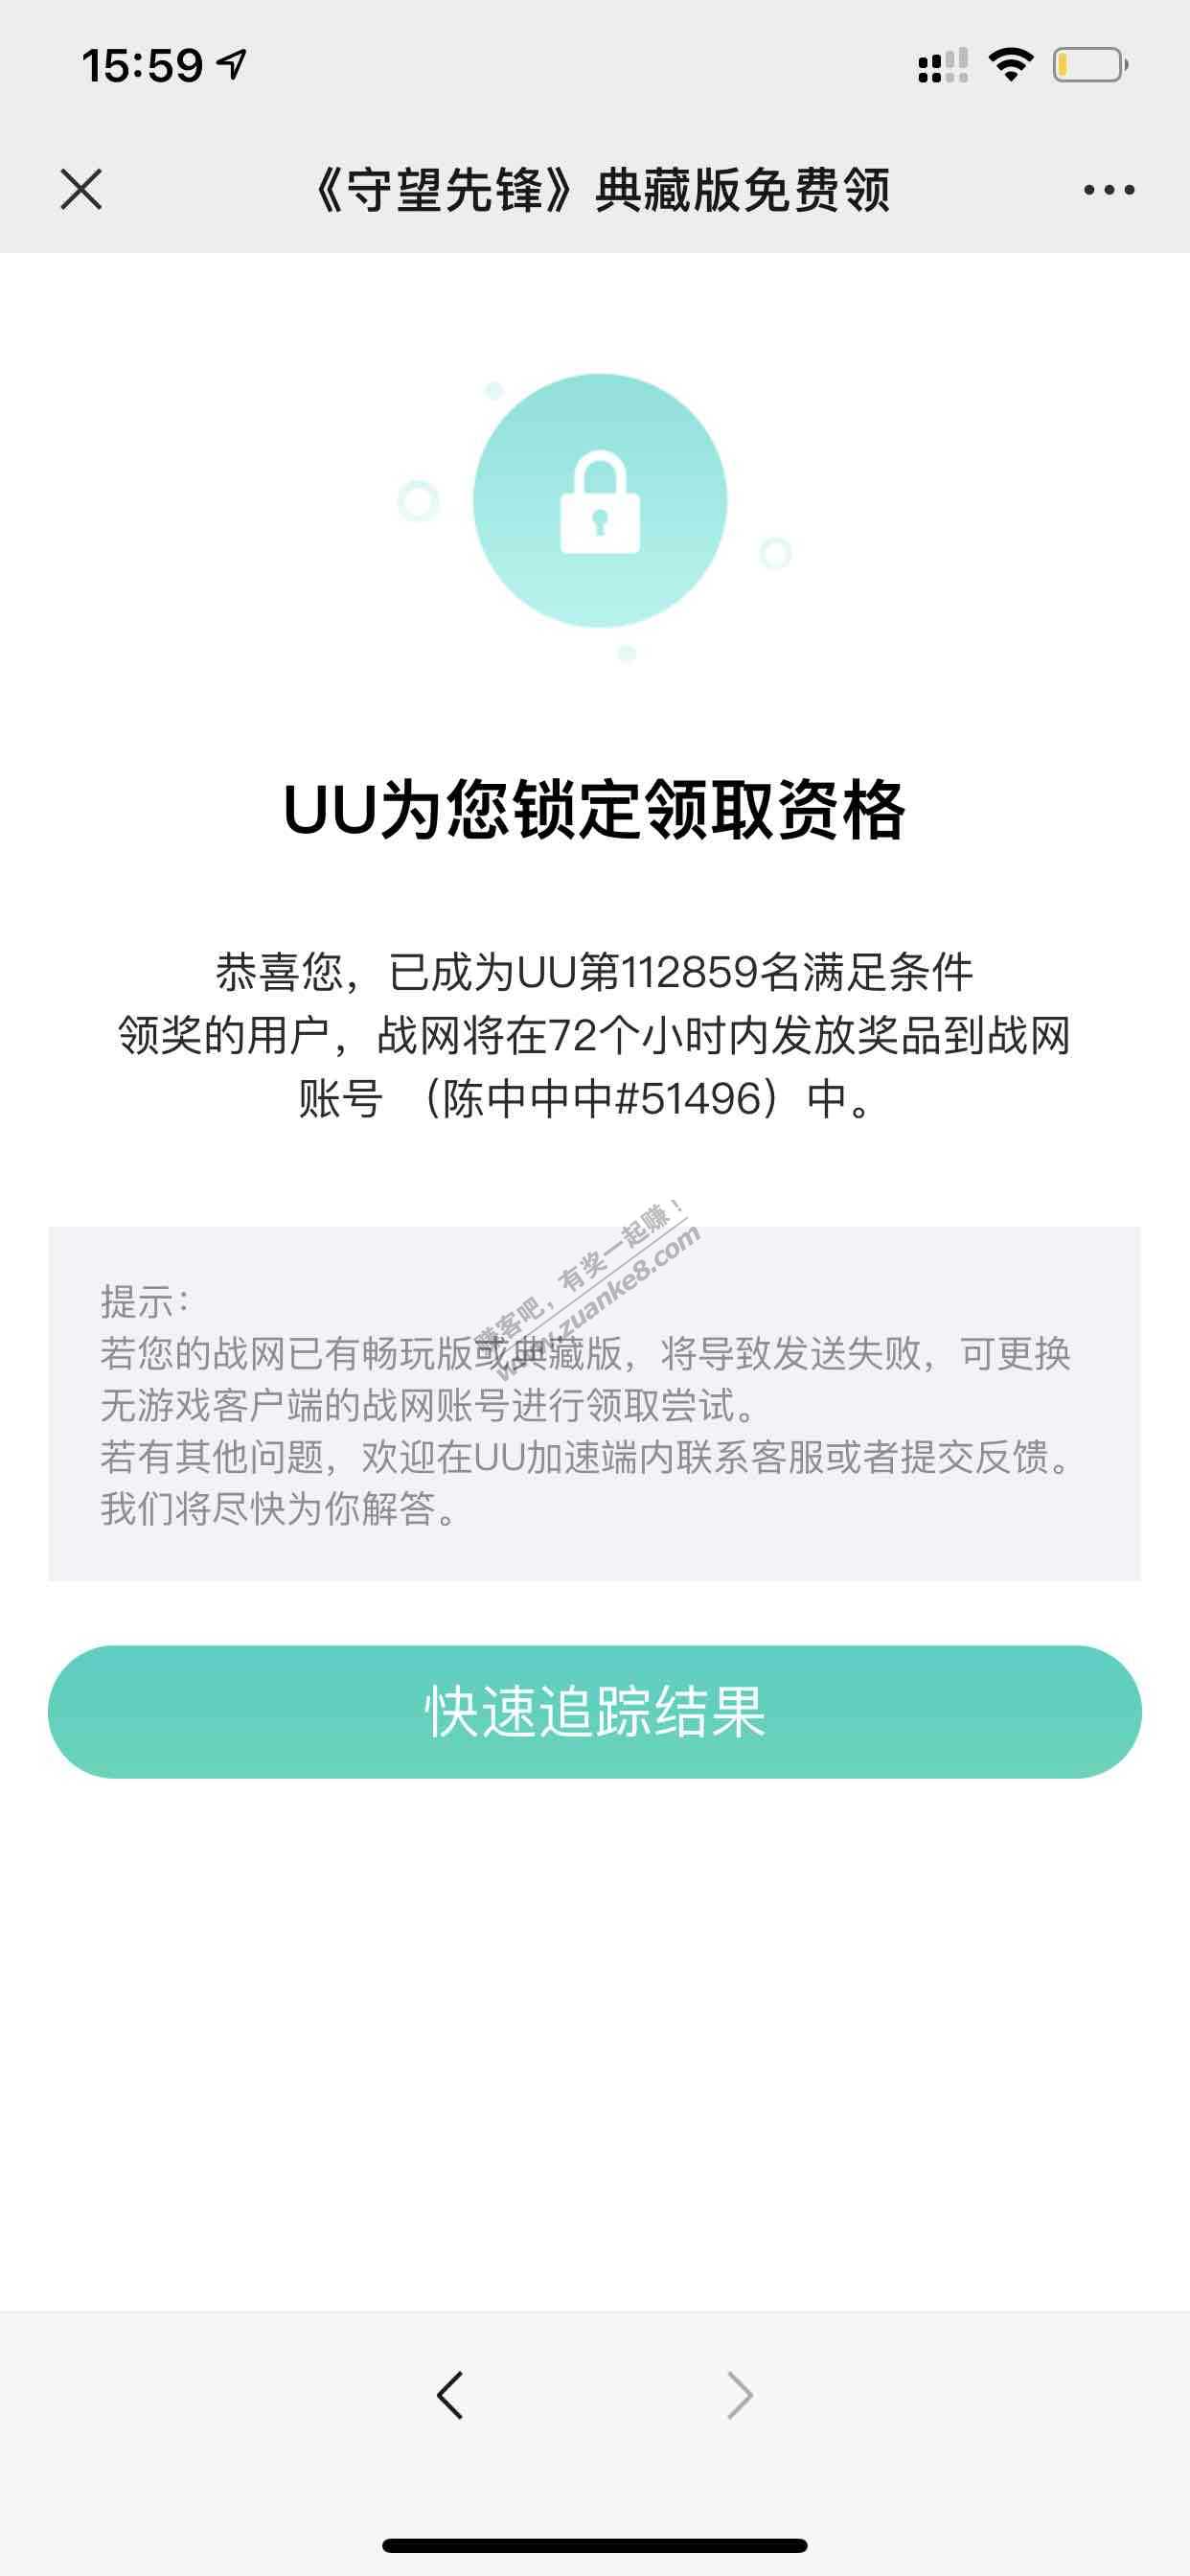 15:59
《守望先锋》典藏版免费领
UU为您锁定领取资格
恭喜您，已成为UU第112859名满足条件
领奖的用户，战网将在72个小时内发放奖品到战网
账号 （陈中中中#51496）中。
赚客吧，有奖一起赚！
www.zuanke8.com
提示：
若您的战网已有畅玩版或典藏版，将导致发送失败，可更换
无游戏客户端的战网账号进行领取尝试。
若有其他问题，欢迎在UU加速端内联系客服或者提交反馈。
我们将尽快为你解答。
快速追踪结果